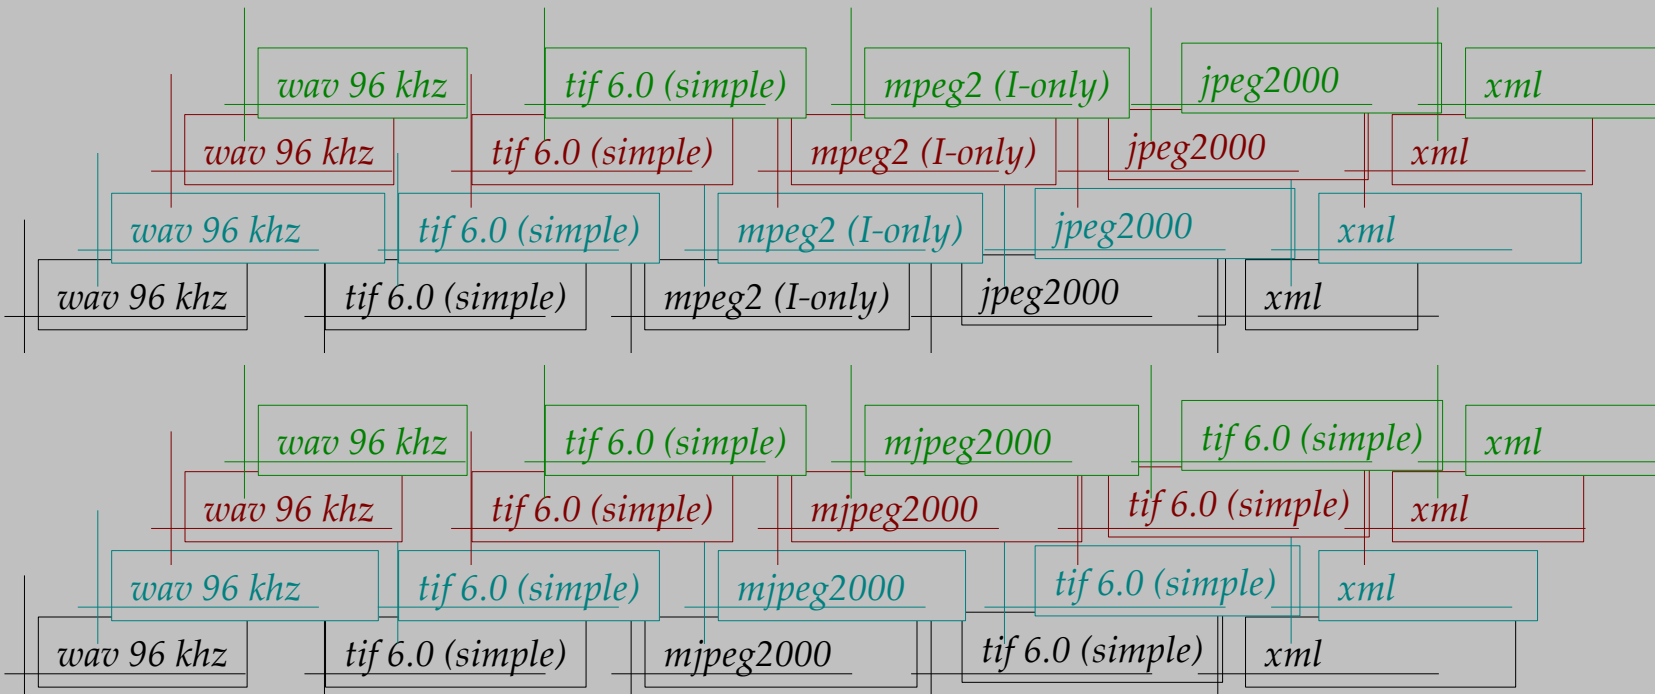 wav 96 khz tif 6.0 (simple) mpeg2 (I-only) jpeg2000 xml
wav 96 khz tif 6.0 (simple) mpeg2 (I-only) jpeg2000 xml
wav 96 khz tif 6.0 (simple) mpeg2 (I-only) jpeg2000 xml
wav 96 khz tif 6.0 (simple) mpeg2 (I-only) jpeg2000 xml
wav 96 khz tif 6.0 (simple) mjpeg2000 tif 6.0 (simple) xml
wav 96 khz tif 6.0 (simple) mjpeg2000 tif 6.0 (simple) xml
wav 96 khz tif 6.0 (simple) mjpeg2000 tif 6.0 (simple) xml
wav 96 khz tif 6.0 (simple) mjpeg2000 tif 6.0 (simple) xml